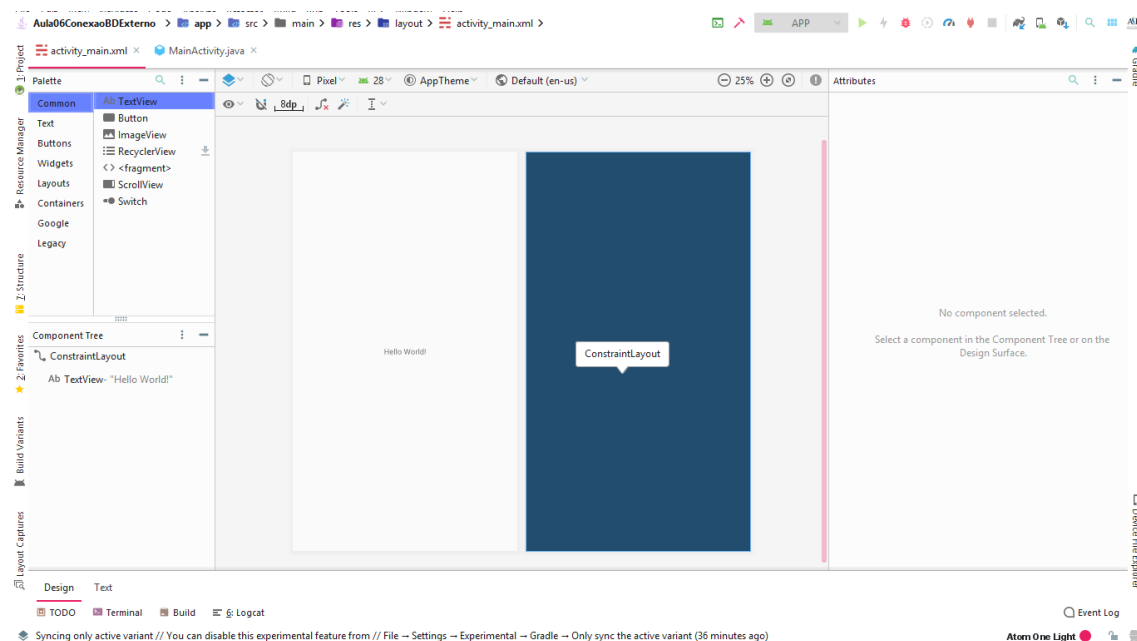 Aula06ConexaoBDExterno > app > src > main > res > layout > activity_main.xml >
APP
activity_main.xml × MainActivity.java ×
1: Project
Resource Manager
7: Structure
2: Favorites
Build Variants
Layout Captures
Palette
Common
Text
Buttons
Widgets
Layouts
Containers
Google
Legacy
Ab TextView
Button
ImageView
RecyclerView
<> <fragment>
ScrollView
Switch
Pixel 28 AppTheme Default (en-us) 25%
8dp
Hello World!
ConstraintLayout
Component Tree
ConstraintLayout
Ab TextView- "Hello World!"
Attributes
No component selected.
Select a component in the Component Tree or on the
Design Surface.
Gradle
Device File Explorer
Design Text
TODO Terminal Build 6: Logcat
Event Log
Syncing only active variant // You can disable this experimental feature from // File → Settings → Experimental → Gradle → Only sync the active variant (36 minutes ago)
Atom One Light